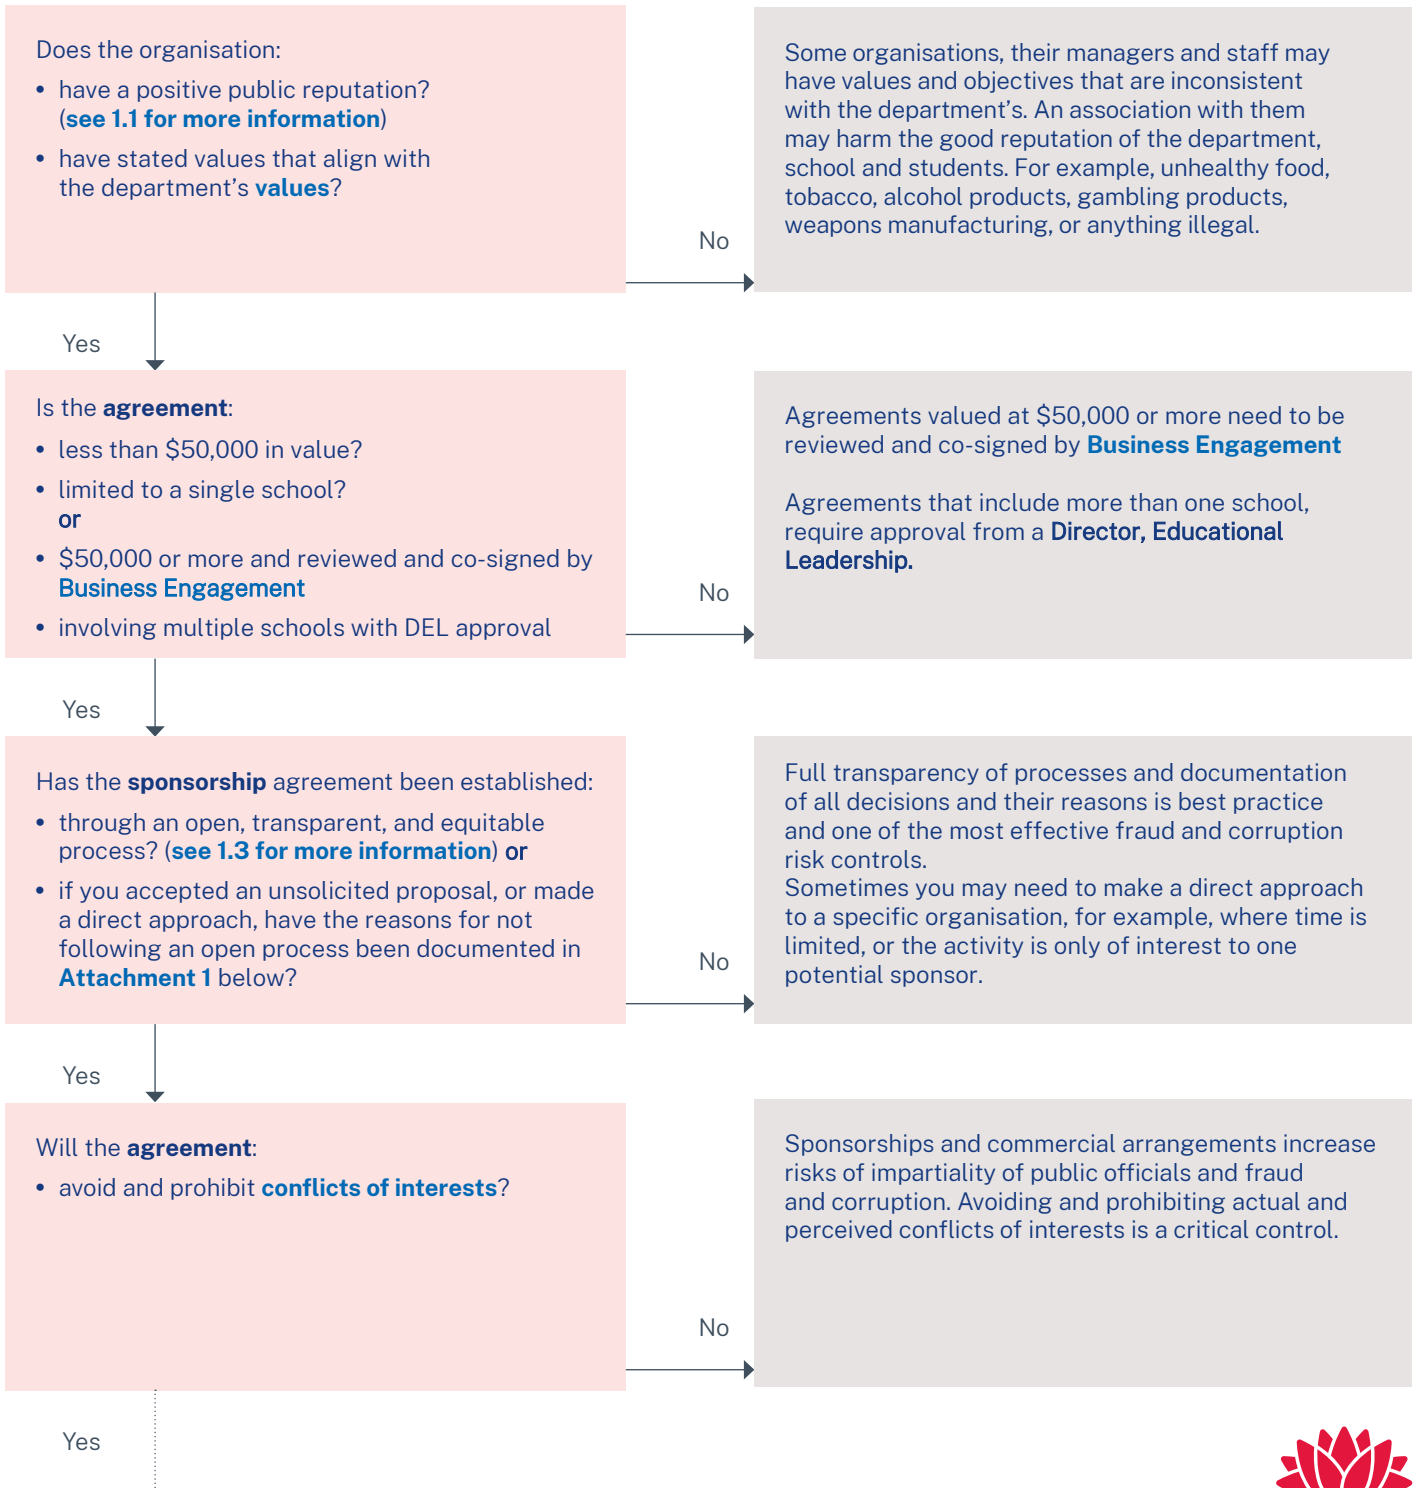 Does the organisation:
• have a positive public reputation?
(see 1.1 for more information)
• have stated values that align with
the department’s values?
No
Some organisations, their managers and staff may
have values and objectives that are inconsistent
with the department’s. An association with them
may harm the good reputation of the department,
school and students. For example, unhealthy food,
tobacco, alcohol products, gambling products,
weapons manufacturing, or anything illegal.
Yes
Is the agreement:
• less than $50,000 in value?
• limited to a single school?
or
• $50,000 or more and reviewed and co-signed by
Business Engagement
• involving multiple schools with DEL approval
No
Agreements valued at $50,000 or more need to be
reviewed and co-signed by Business Engagement
Agreements that include more than one school,
require approval from a Director, Educational
Leadership.
Yes
Has the sponsorship agreement been established:
• through an open, transparent, and equitable
process? (see 1.3 for more information) or
• if you accepted an unsolicited proposal, or made
a direct approach, have the reasons for not
following an open process been documented in
Attachment 1 below?
No
Full transparency of processes and documentation
of all decisions and their reasons is best practice
and one of the most effective fraud and corruption
risk controls.
Sometimes you may need to make a direct approach
to a specific organisation, for example, where time is
limited, or the activity is only of interest to one
potential sponsor.
Yes
Will the agreement:
• avoid and prohibit conflicts of interests?
No
Sponsorships and commercial arrangements increase
risks of impartiality of public officials and fraud
and corruption. Avoiding and prohibiting actual and
perceived conflicts of interests is a critical control.
Yes